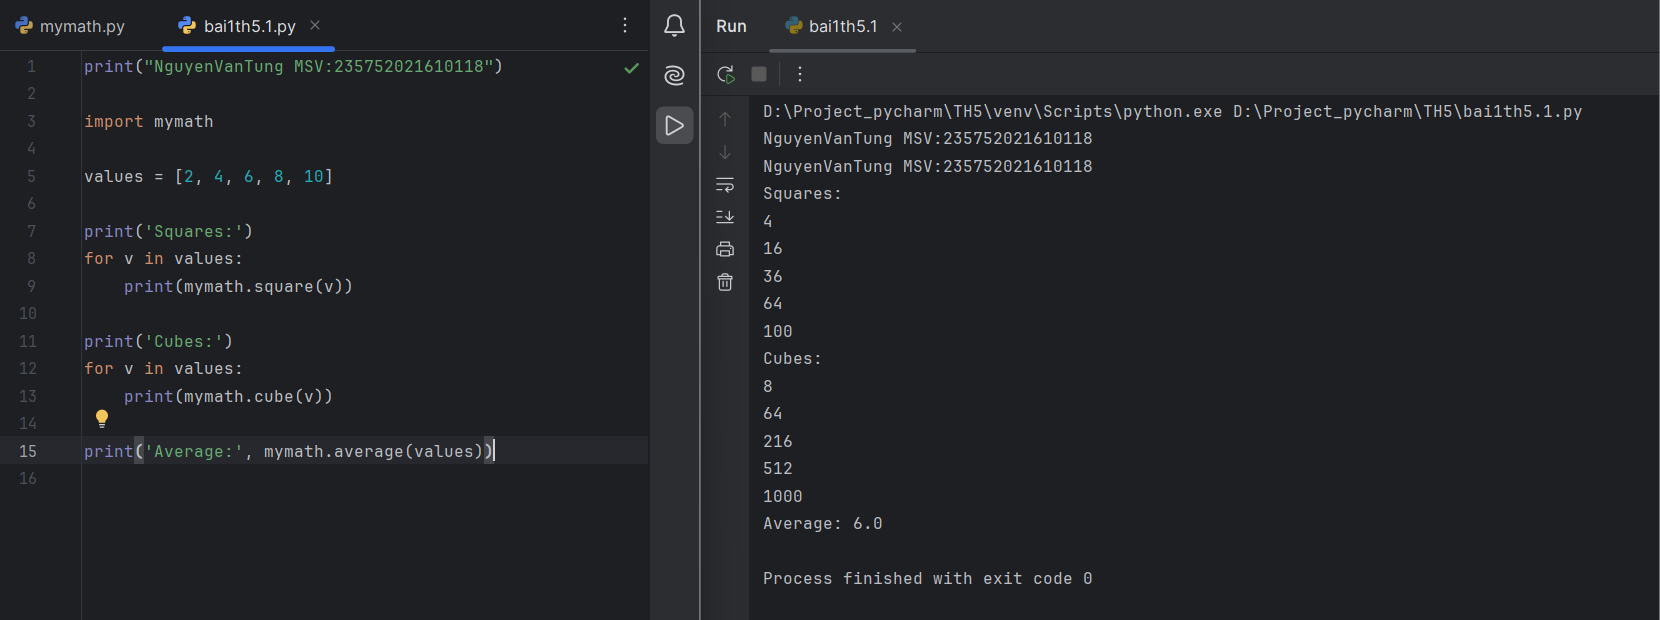 mymath.py
bai1th5.1.py
1 print("NguyenVanTung MSV:235752021610118")
2
3 import mymath
4
5 values = [2, 4, 6, 8, 10]
6
7 print('Squares:')
8 for v in values:
9     print(mymath.square(v))
10
11 print('Cubes:')
12 for v in values:
13     print(mymath.cube(v))
14
15 print('Average:', mymath.average(values))
16
Run
bai1th5.1
D:\Project_pycharm\TH5\venv\Scripts\python.exe D:\Project_pycharm\TH5\bai1th5.1.py
NguyenVanTung MSV:235752021610118
NguyenVanTung MSV:235752021610118
Squares:
4
16
36
64
100
Cubes:
8
64
216
512
1000
Average: 6.0
Process finished with exit code 0